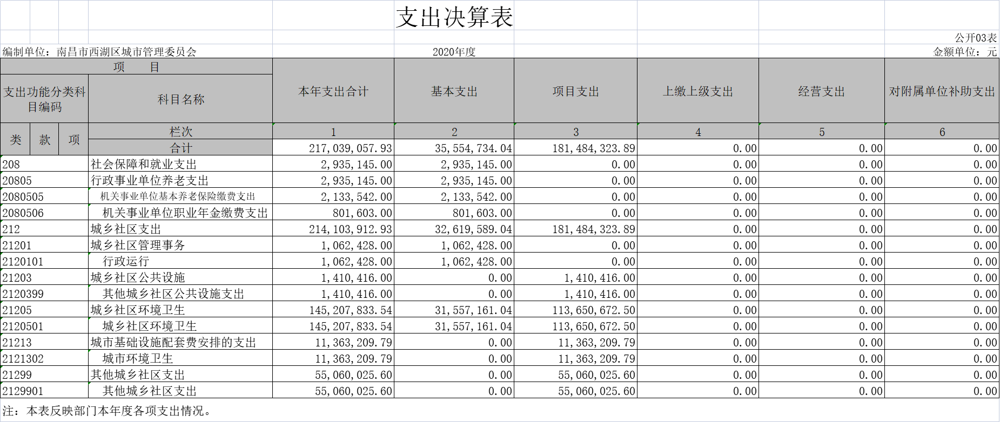 支出决算表
公开03表
编制单位：南昌市西湖区城市管理委员会 2020年度 金额单位：元
项 目 本年支出合计 基本支出 项目支出 上缴上级支出 经营支出 对附属单位补助支出
支出功能分类科
目编码 科目名称
类 款 项 栏次 1 2 3 4 5 6
合计 217,039,057.93 35,554,734.04 181,484,323.89 0.00 0.00 0.00
208 社会保障和就业支出 2,935,145.00 2,935,145.00 0.00 0.00 0.00 0.00
20805 行政事业单位养老支出 2,935,145.00 2,935,145.00 0.00 0.00 0.00 0.00
2080505 机关事业单位基本养老保险缴费支出 2,133,542.00 2,133,542.00 0.00 0.00 0.00 0.00
2080506 机关事业单位职业年金缴费支出 801,603.00 801,603.00 0.00 0.00 0.00 0.00
212 城乡社区支出 214,103,912.93 32,619,589.04 181,484,323.89 0.00 0.00 0.00
21201 城乡社区管理事务 1,062,428.00 1,062,428.00 0.00 0.00 0.00 0.00
2120101 行政运行 1,062,428.00 1,062,428.00 0.00 0.00 0.00 0.00
21203 城乡社区公共设施 1,410,416.00 0.00 1,410,416.00 0.00 0.00 0.00
2120399 其他城乡社区公共设施支出 1,410,416.00 0.00 1,410,416.00 0.00 0.00 0.00
21205 城乡社区环境卫生 145,207,833.54 31,557,161.04 113,650,672.50 0.00 0.00 0.00
2120501 城乡社区环境卫生 145,207,833.54 31,557,161.04 113,650,672.50 0.00 0.00 0.00
21213 城市基础设施配套费安排的支出 11,363,209.79 0.00 11,363,209.79 0.00 0.00 0.00
2121302 城市环境卫生 11,363,209.79 0.00 11,363,209.79 0.00 0.00 0.00
21299 其他城乡社区支出 55,060,025.60 0.00 55,060,025.60 0.00 0.00 0.00
2129901 其他城乡社区支出 55,060,025.60 0.00 55,060,025.60 0.00 0.00 0.00
注：本表反映部门本年度各项支出情况。